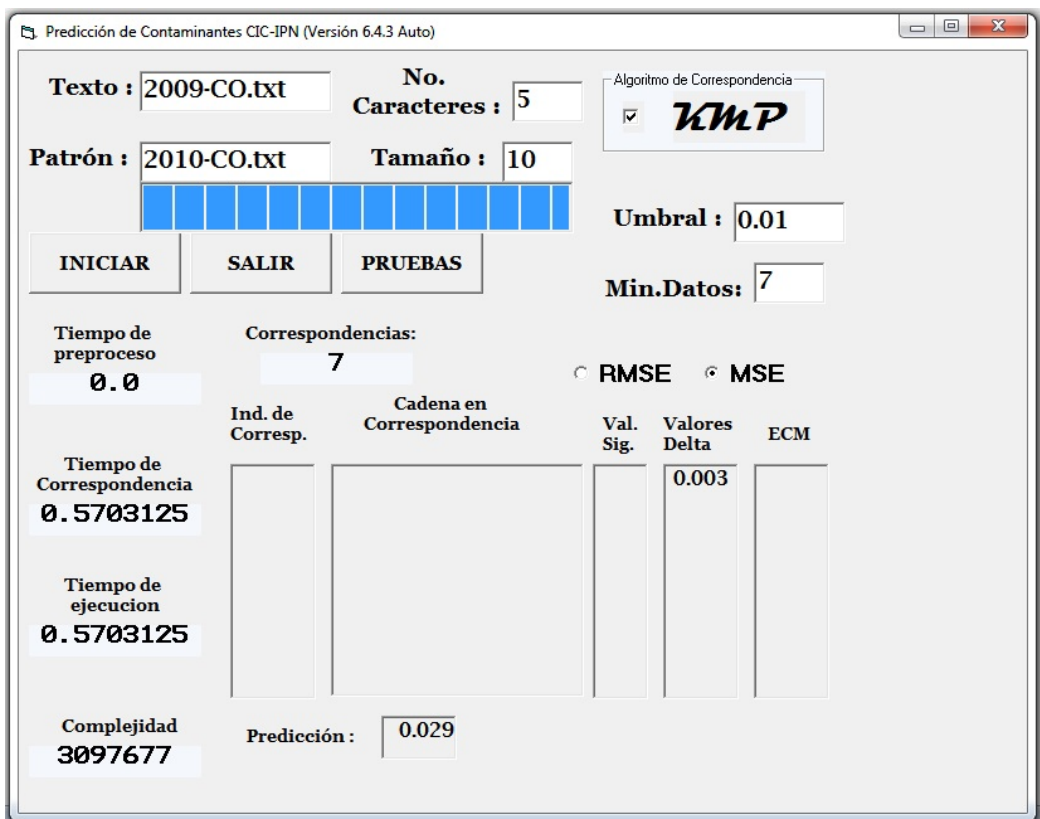 Predicción de Contaminantes CIC-IPN (Versión 6.4.3 Auto)
Texto : 2009-CO.txt
No. Caracteres : 5
Algoritmo de Correspondencia
KMP
Patrón : 2010-CO.txt
Tamaño : 10
Umbral : 0.01
INICIAR
SALIR
PRUEBAS
Min.Datos: 7
Tiempo de
preproceso
0.0
Correspondencias:
7
RMSE
MSE
Ind. de
Corresp.
Cadena en
Correspondencia
Val.
Sig.
Valores
Delta
ECM
0.003
Tiempo de
Correspondencia
0.5703125
Tiempo de
ejecucion
0.5703125
Complejidad
3097677
Predicción : 0.029